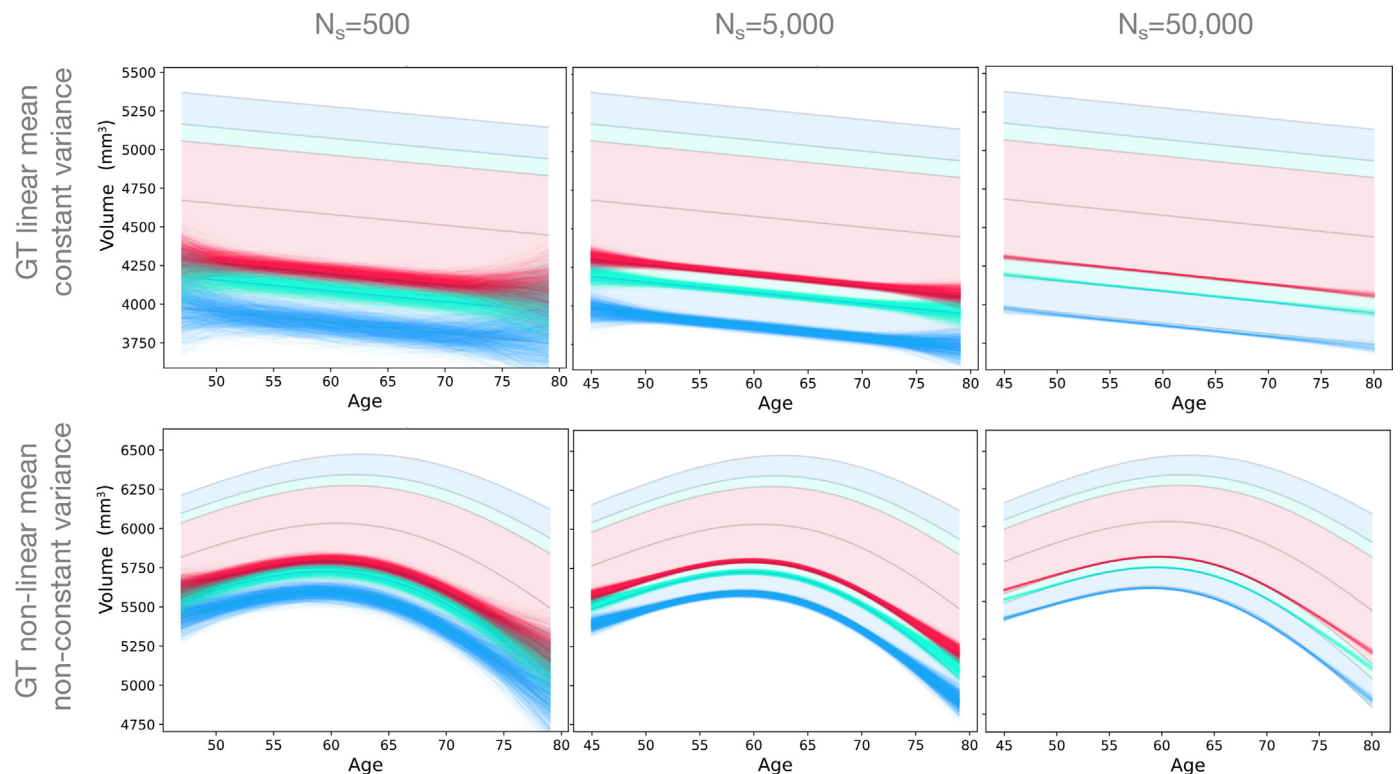 Nₛ=500
Nₛ=5,000
Nₛ=50,000
GT linear mean
constant variance
Volume (mm³)
5500
5250
5000
4750
4500
4250
4000
3750
50 55 60 65 70 75 80
Age
45 50 55 60 65 70 75 80
Age
45 50 55 60 65 70 75 80
Age
GT non-linear mean
non-constant variance
Volume (mm³)
6500
6250
6000
5750
5500
5250
5000
4750
50 55 60 65 70 75 80
Age
45 50 55 60 65 70 75 80
Age
45 50 55 60 65 70 75 80
Age